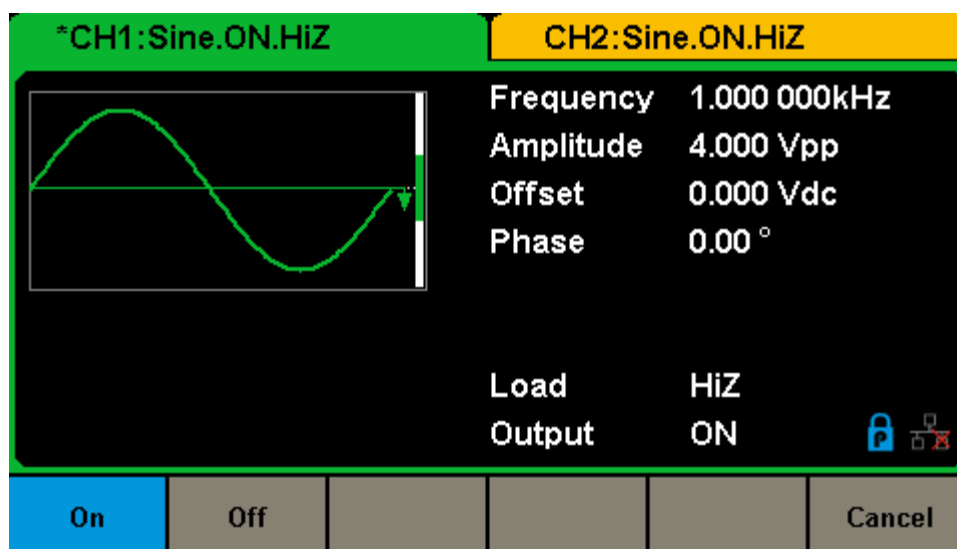 *CH1:Sine.ON.HiZ CH2:Sine.ON.HiZ
Frequency 1.000 000kHz
Amplitude 4.000 Vpp
Offset 0.000 Vdc
Phase 0.00 °
Load HiZ
Output ON P
On Off Cancel